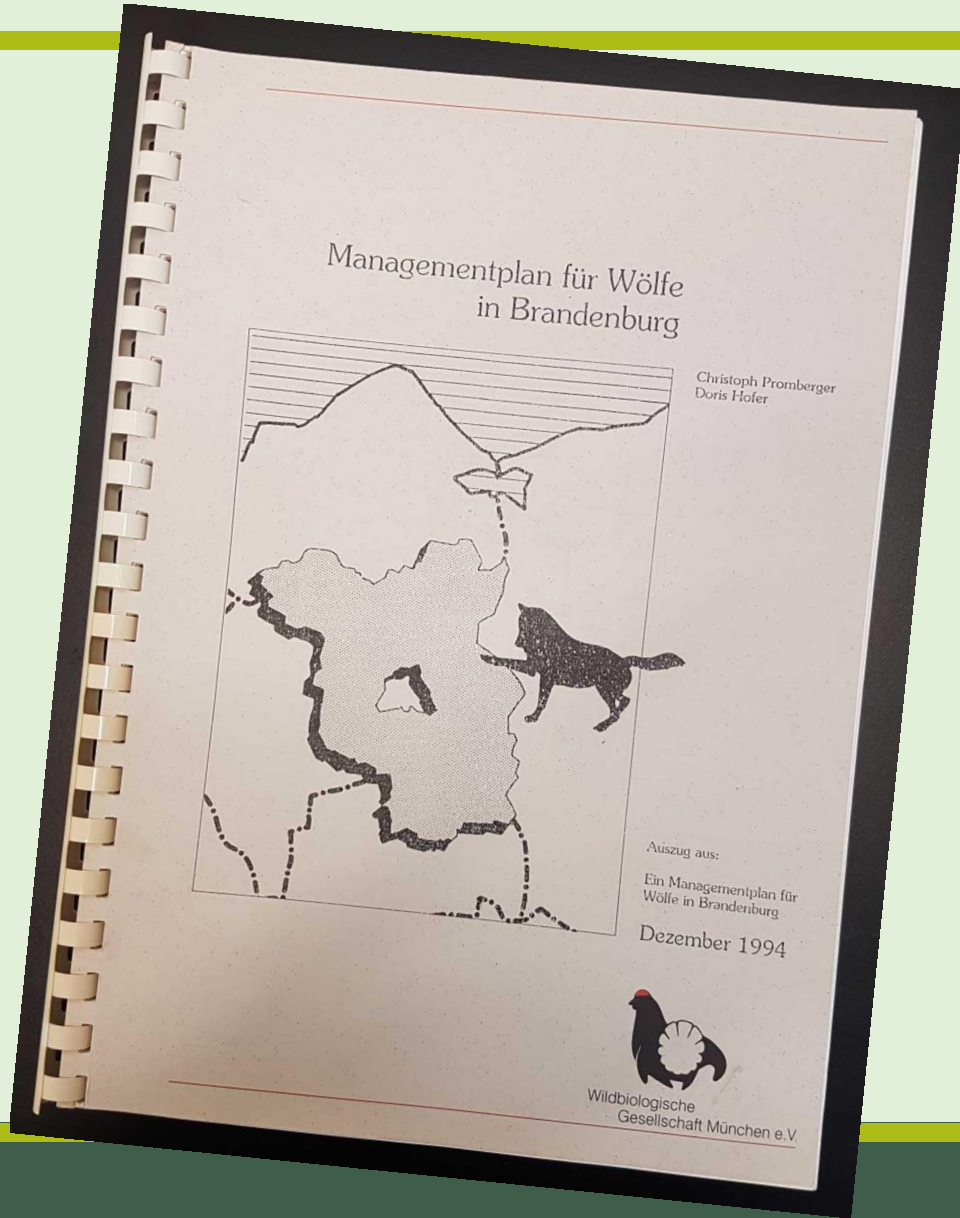 Managementplan für Wölfe
in Brandenburg
Christoph Promberger
Doris Hofer
Auszug aus:
Ein Managementplan für
Wölfe in Brandenburg
Dezember 1994
Wildbiologische
Gesellschaft München e.V.